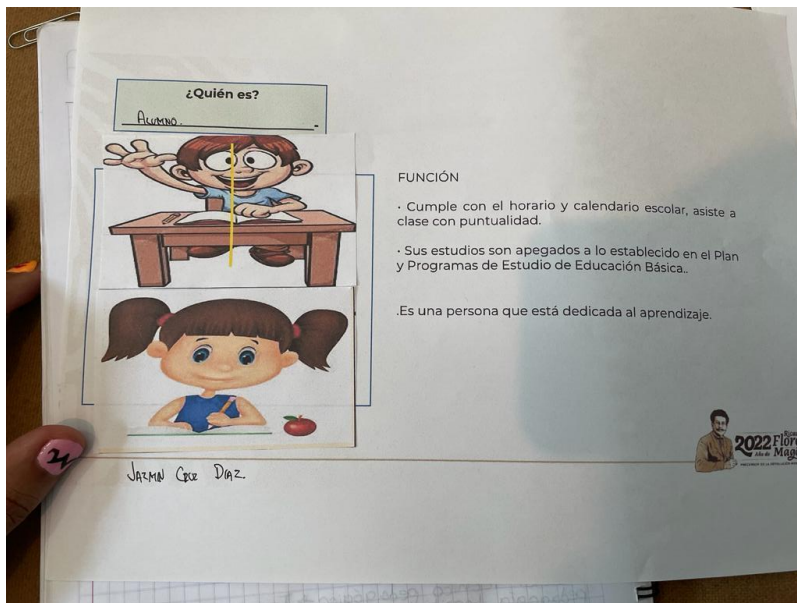 ¿Quién es?
ALUMNO.
FUNCIÓN
· Cumple con el horario y calendario escolar, asiste a
clase con puntualidad.
· Sus estudios son apegados a lo establecido en el Plan
y Programas de Estudio de Educación Básica..
.Es una persona que está dedicada al aprendizaje.
2022
Año de
JAZMIN CRUZ DIAZ.